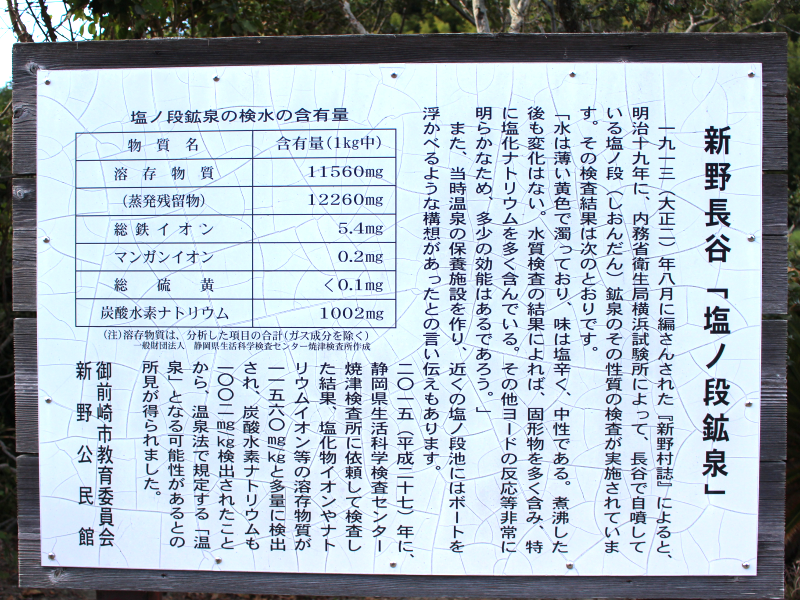 新野長谷「塩ノ段鉱泉」
一九一三（大正二）年八月に編さんされた『新野村誌』によると、
明治十九年に、内務省衛生局横浜試験所によって、長谷で自噴して
いる塩ノ段（しおんだん）鉱泉のその性質の検査が実施されていま
す。その検査結果は次のとおりです。
「水は薄い黄色で濁っており、味は塩辛く、中性である。煮沸した
後も変化はない。水質検査の結果によれば、固形物を多く含み、特
に塩化ナトリウムを多く含んでいる。その他ヨードの反応等非常に
明らかなため、多少の効能はあるであろう。」
また、当時温泉の保養施設を作り、近くの塩ノ段池にはボートを
浮かべるような構想があったとの言い伝えもあります。
二〇一五（平成二十七）年に、
静岡県生活科学検査センター
焼津検査所に依頼して検査し
た結果、塩化物イオンやナト
リウムイオン等の溶存物質が
一一五六〇㎎㎏と多量に検出
され、炭酸水素ナトリウムも
一〇〇二㎎㎏検出されたこと
から、温泉法で規定する「温
泉」となる可能性があるとの
所見が得られました。
御前崎市教育委員会
新野公民館
塩ノ段鉱泉の検水の含有量
物質名 含有量(1kg中)
溶存物質 11560mg
(蒸発残留物) 12260mg
総鉄イオン 5.4mg
マンガンイオン 0.2mg
総硫黄 <0.1mg
炭酸水素ナトリウム 1002mg
(注)溶存物質は、分析した項目の合計(ガス成分を除く)
一般財団法人 静岡県生活科学検査センター焼津検査所作成